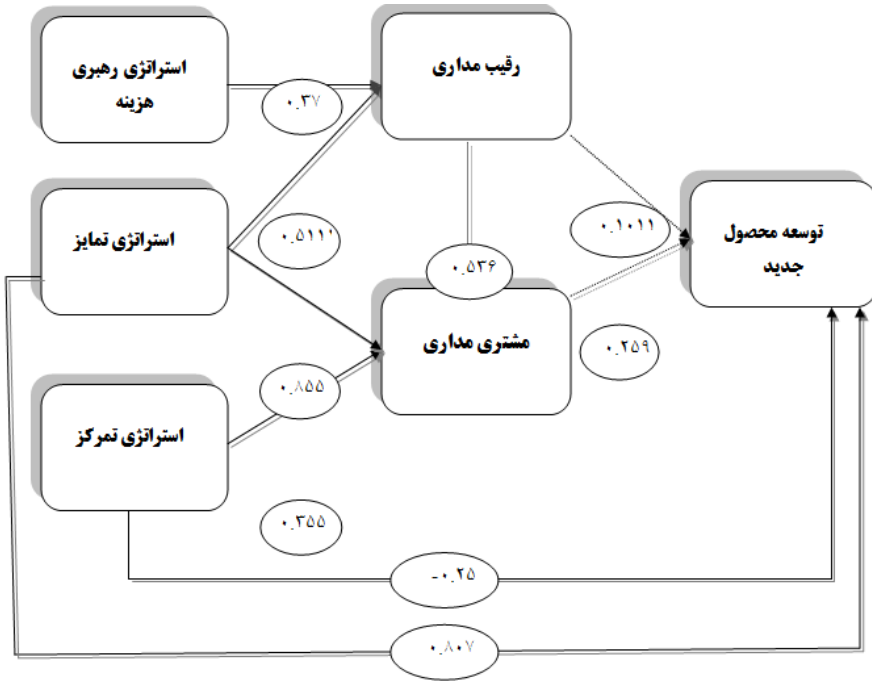 استراتژی رهبری
هزینه
رقیب مداری
۰.۳۷
استراتژی تمایز
۰.۵۱۱۱
۰.۱۰۱۱
توسعه محصول
جدید
۰.۵۳۶
مشتری مداری
۰.۲۵۹
استراتژی تمرکز
۰.۸۵۵
۰.۳۵۵
-۰.۲۵
۰.۸۰۷